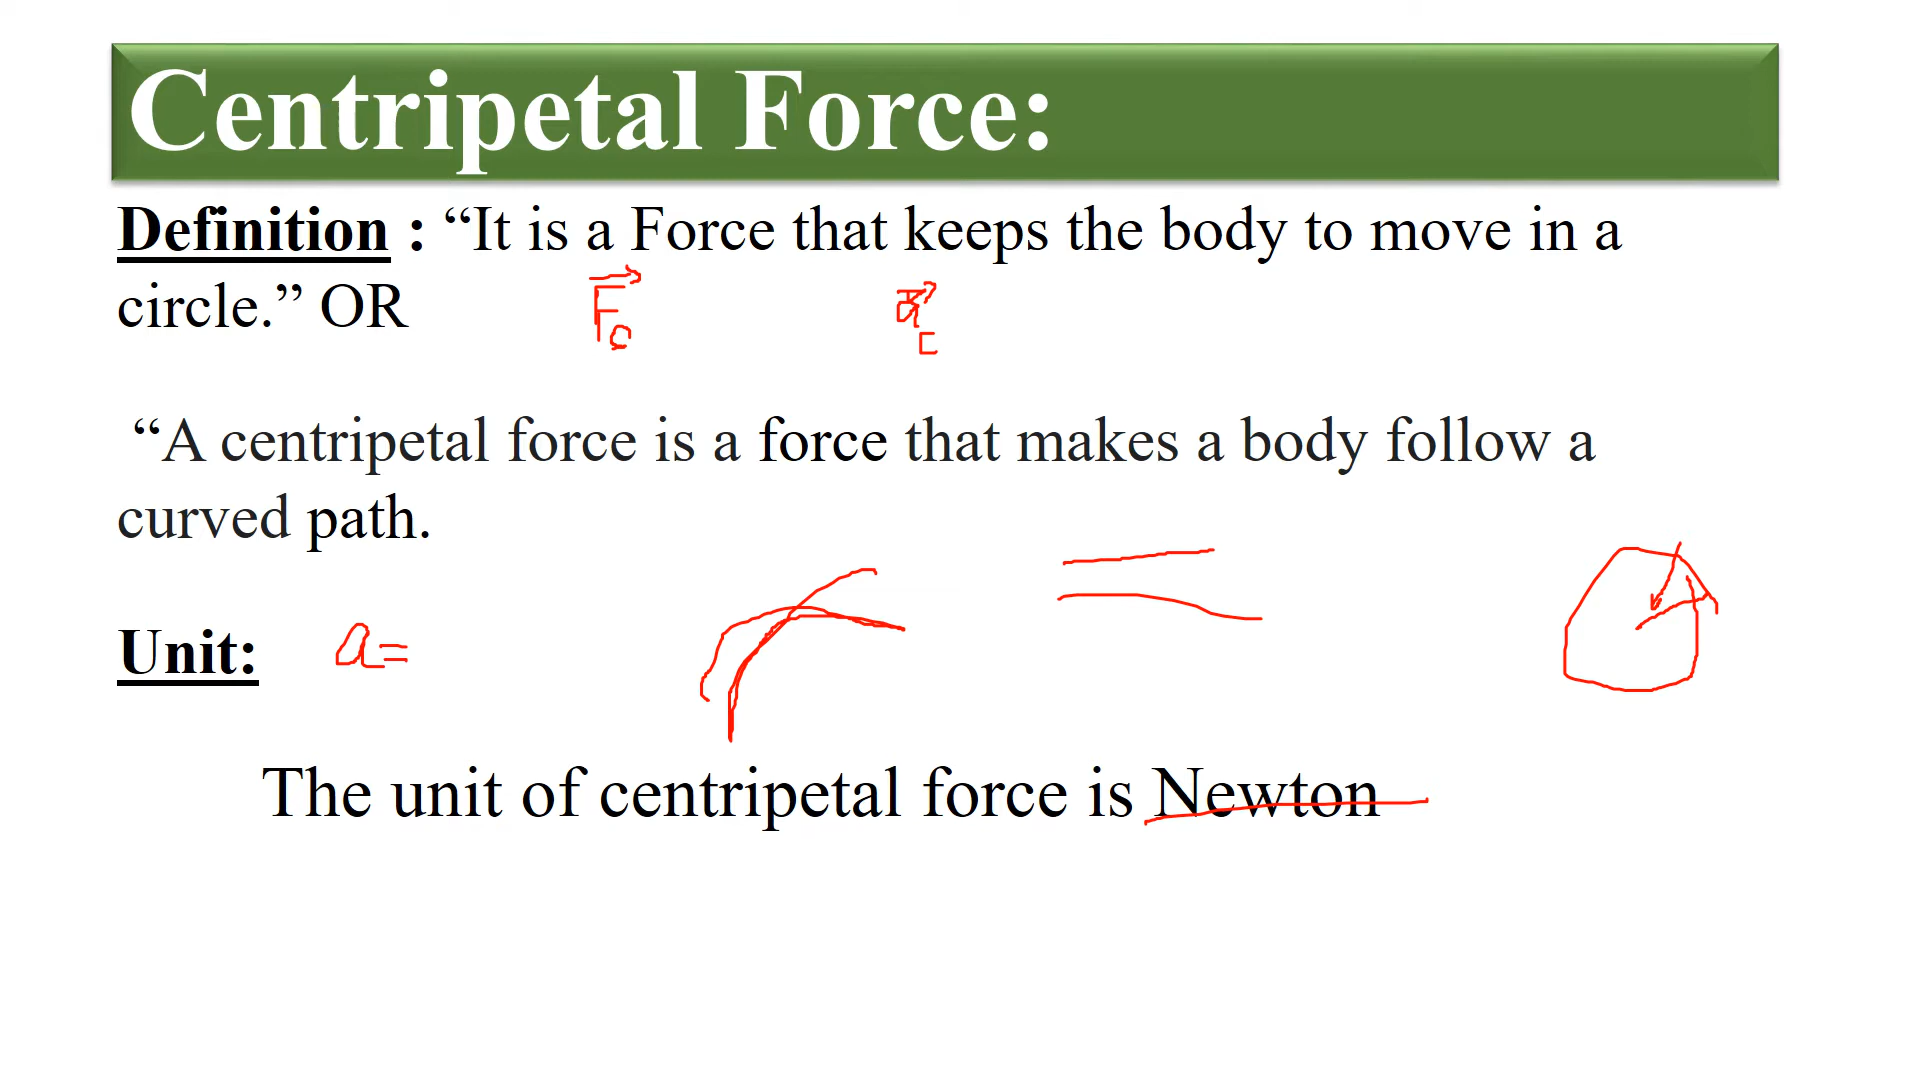 Centripetal Force:
Definition : “It is a Force that keeps the body to move in a
circle.” OR
F c
a c
“A centripetal force is a force that makes a body follow a
curved path.
Unit: a=
The unit of centripetal force is Newton